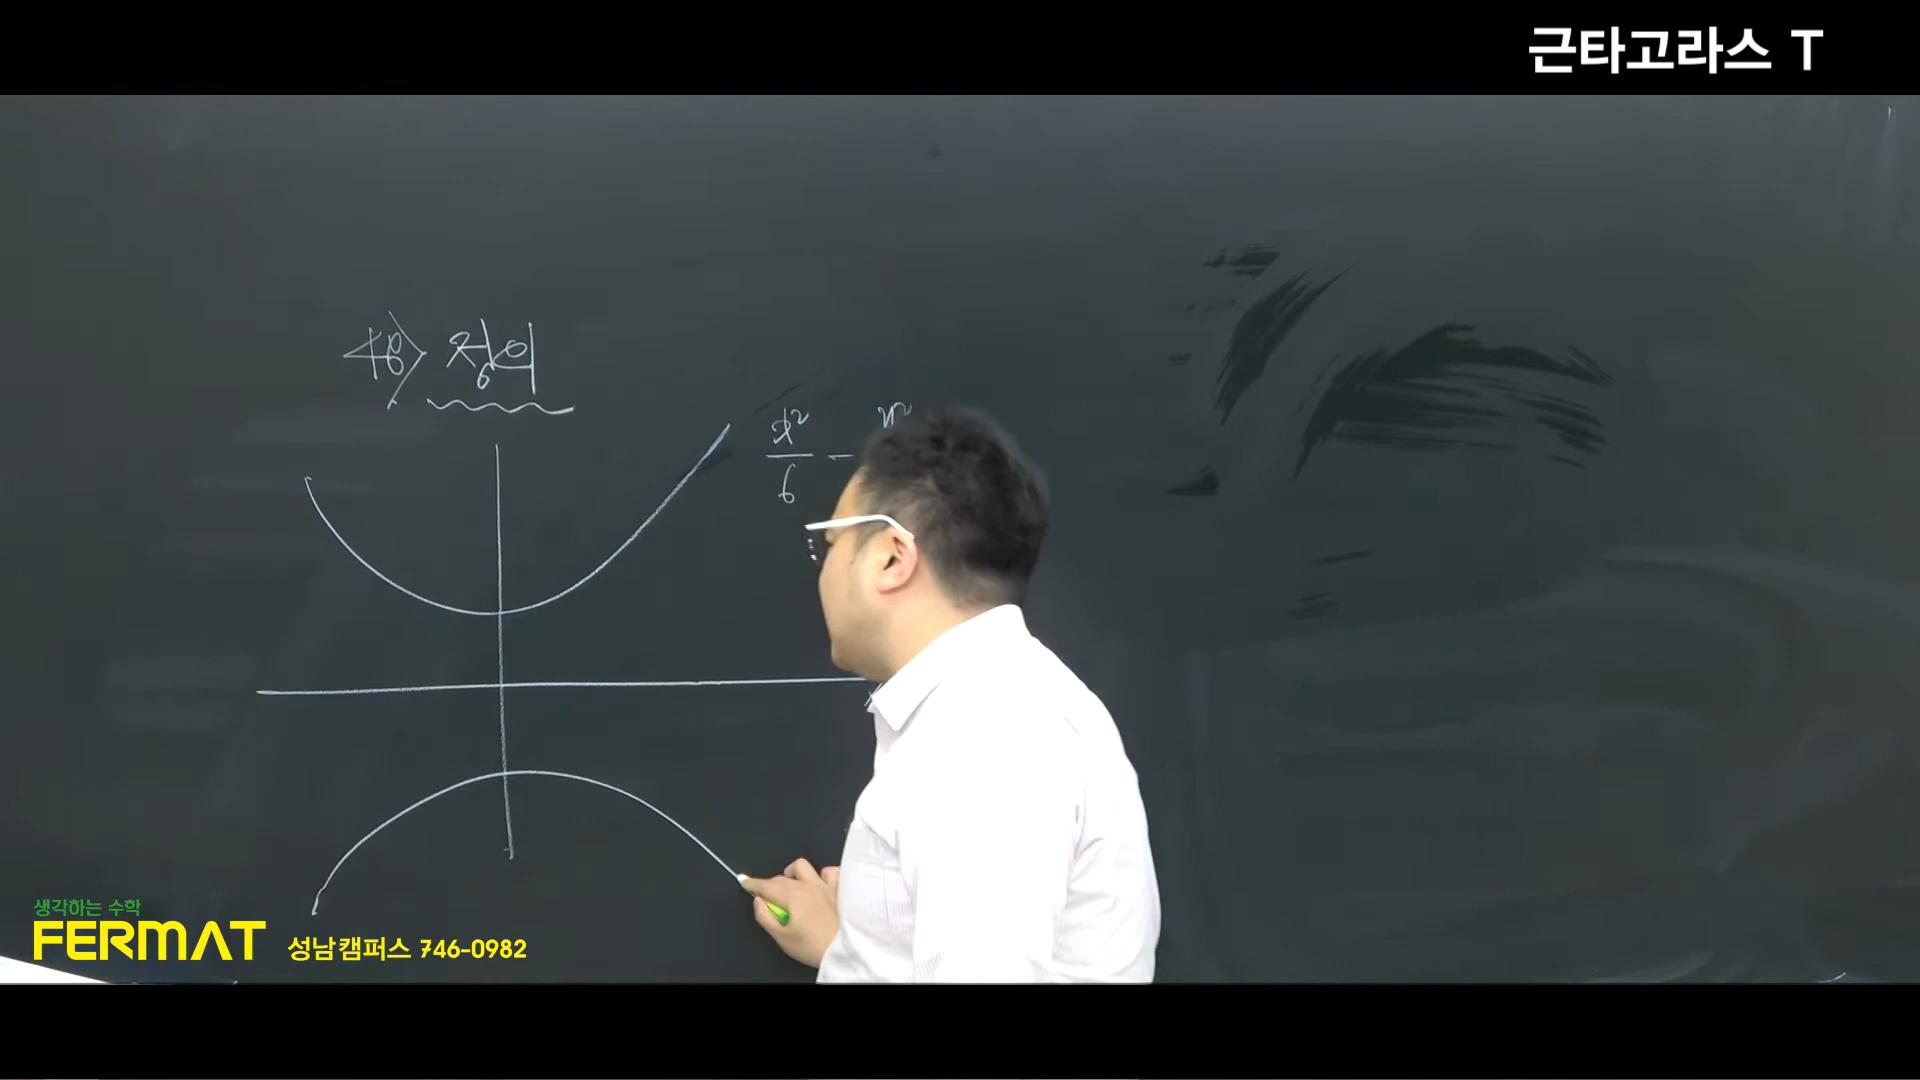 근타고라스 T
<48> 정의
x²/6 -
생각하는 수학
FERMAT 성남캠퍼스 746-0982